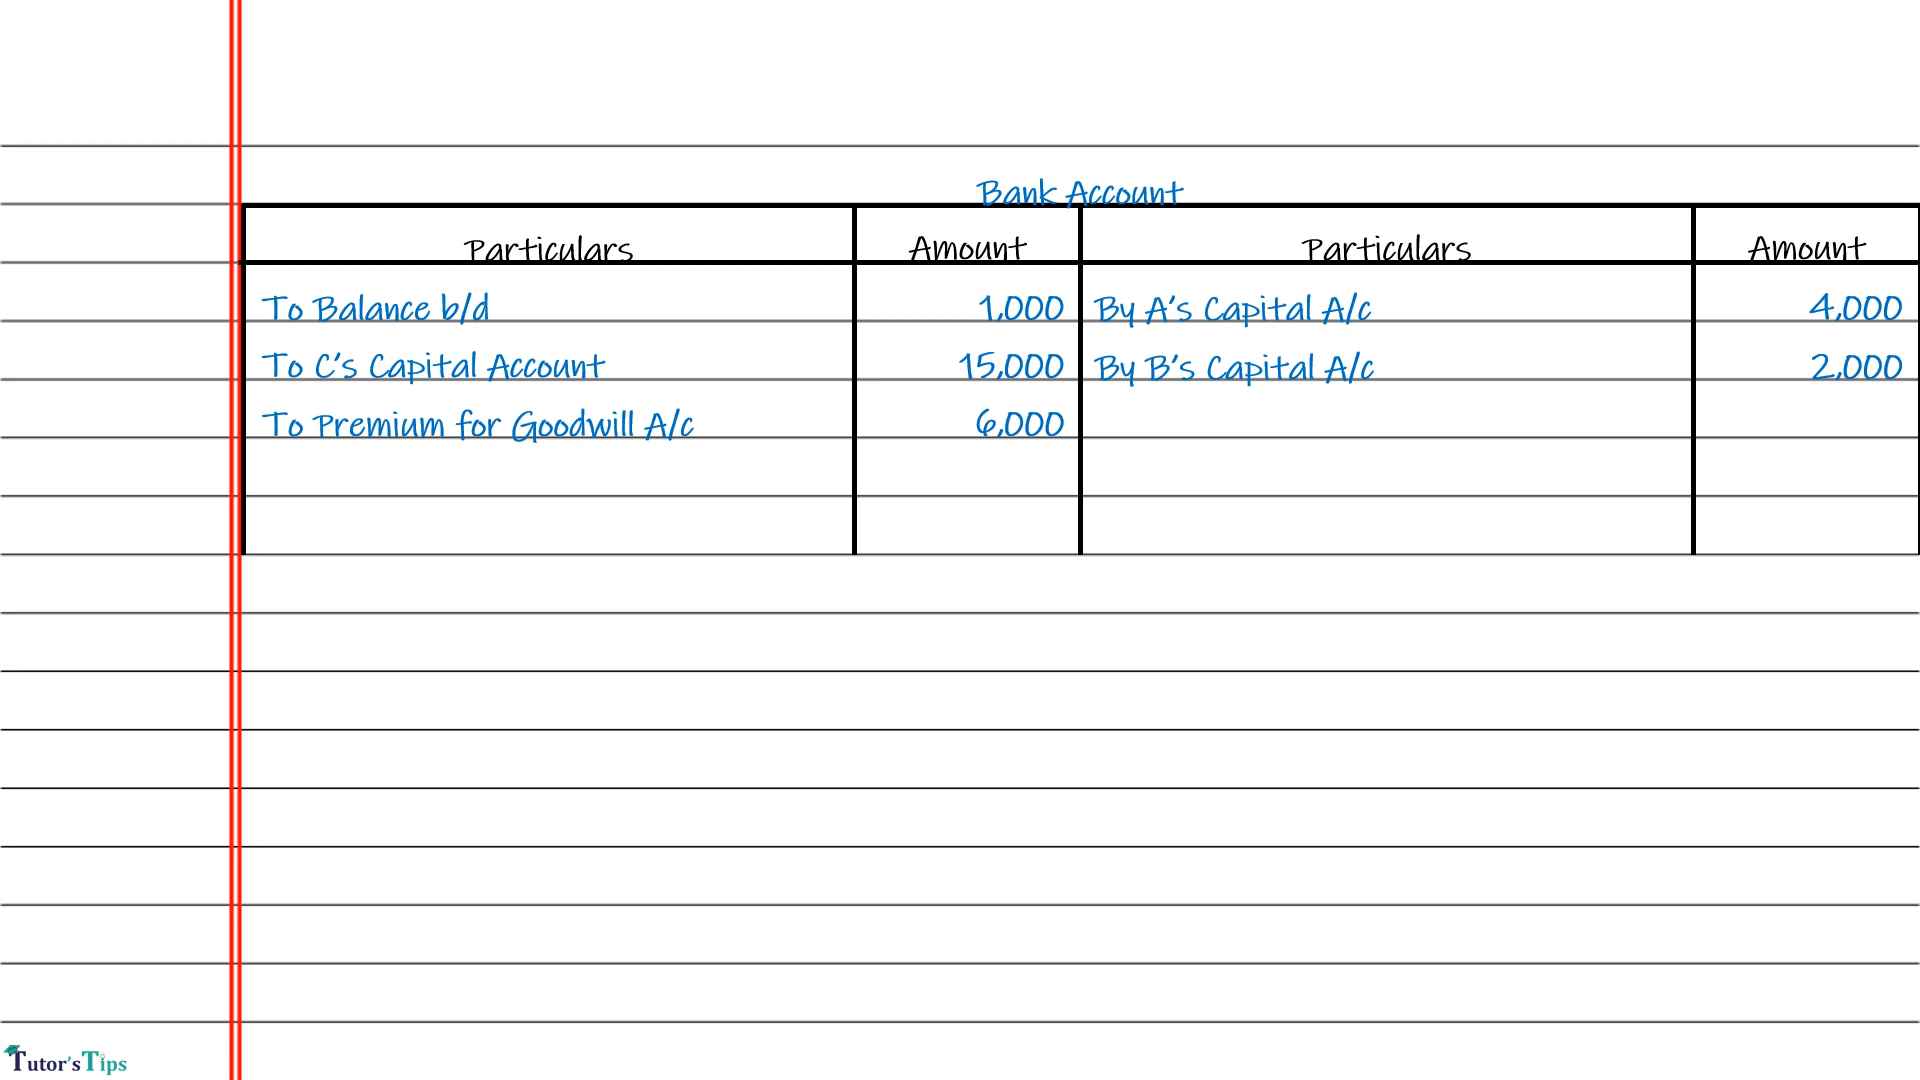 Bank Account
Particulars Amount Particulars Amount
To Balance b/d 1,000 By A's Capital A/c 4,000
To C's Capital Account 15,000 By B's Capital A/c 2,000
To Premium for Goodwill A/c 6,000
Tutor'sTips